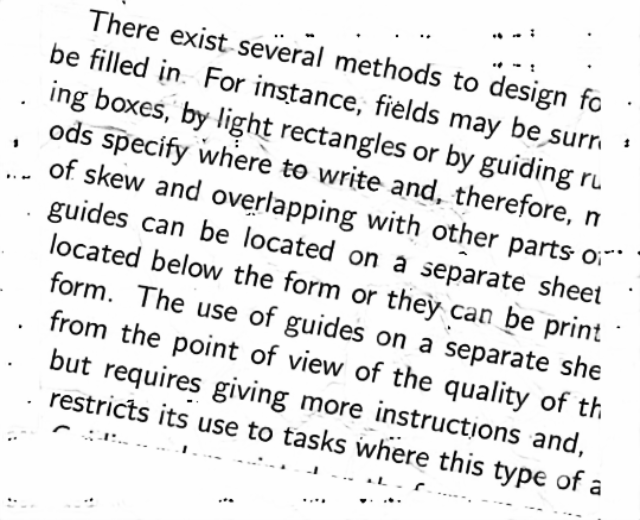 There exist several methods to design fo
be filled in. For instance, fields may be surr
ing boxes, by light rectangles or by guiding ru
ods specify where to write and, therefore, m
of skew and overlapping with other parts o
guides can be located on a separate sheet
located below the form or they can be print
form. The use of guides on a separate she
from the point of view of the quality of th
but requires giving more instructions and,
restricts its use to tasks where this type of a